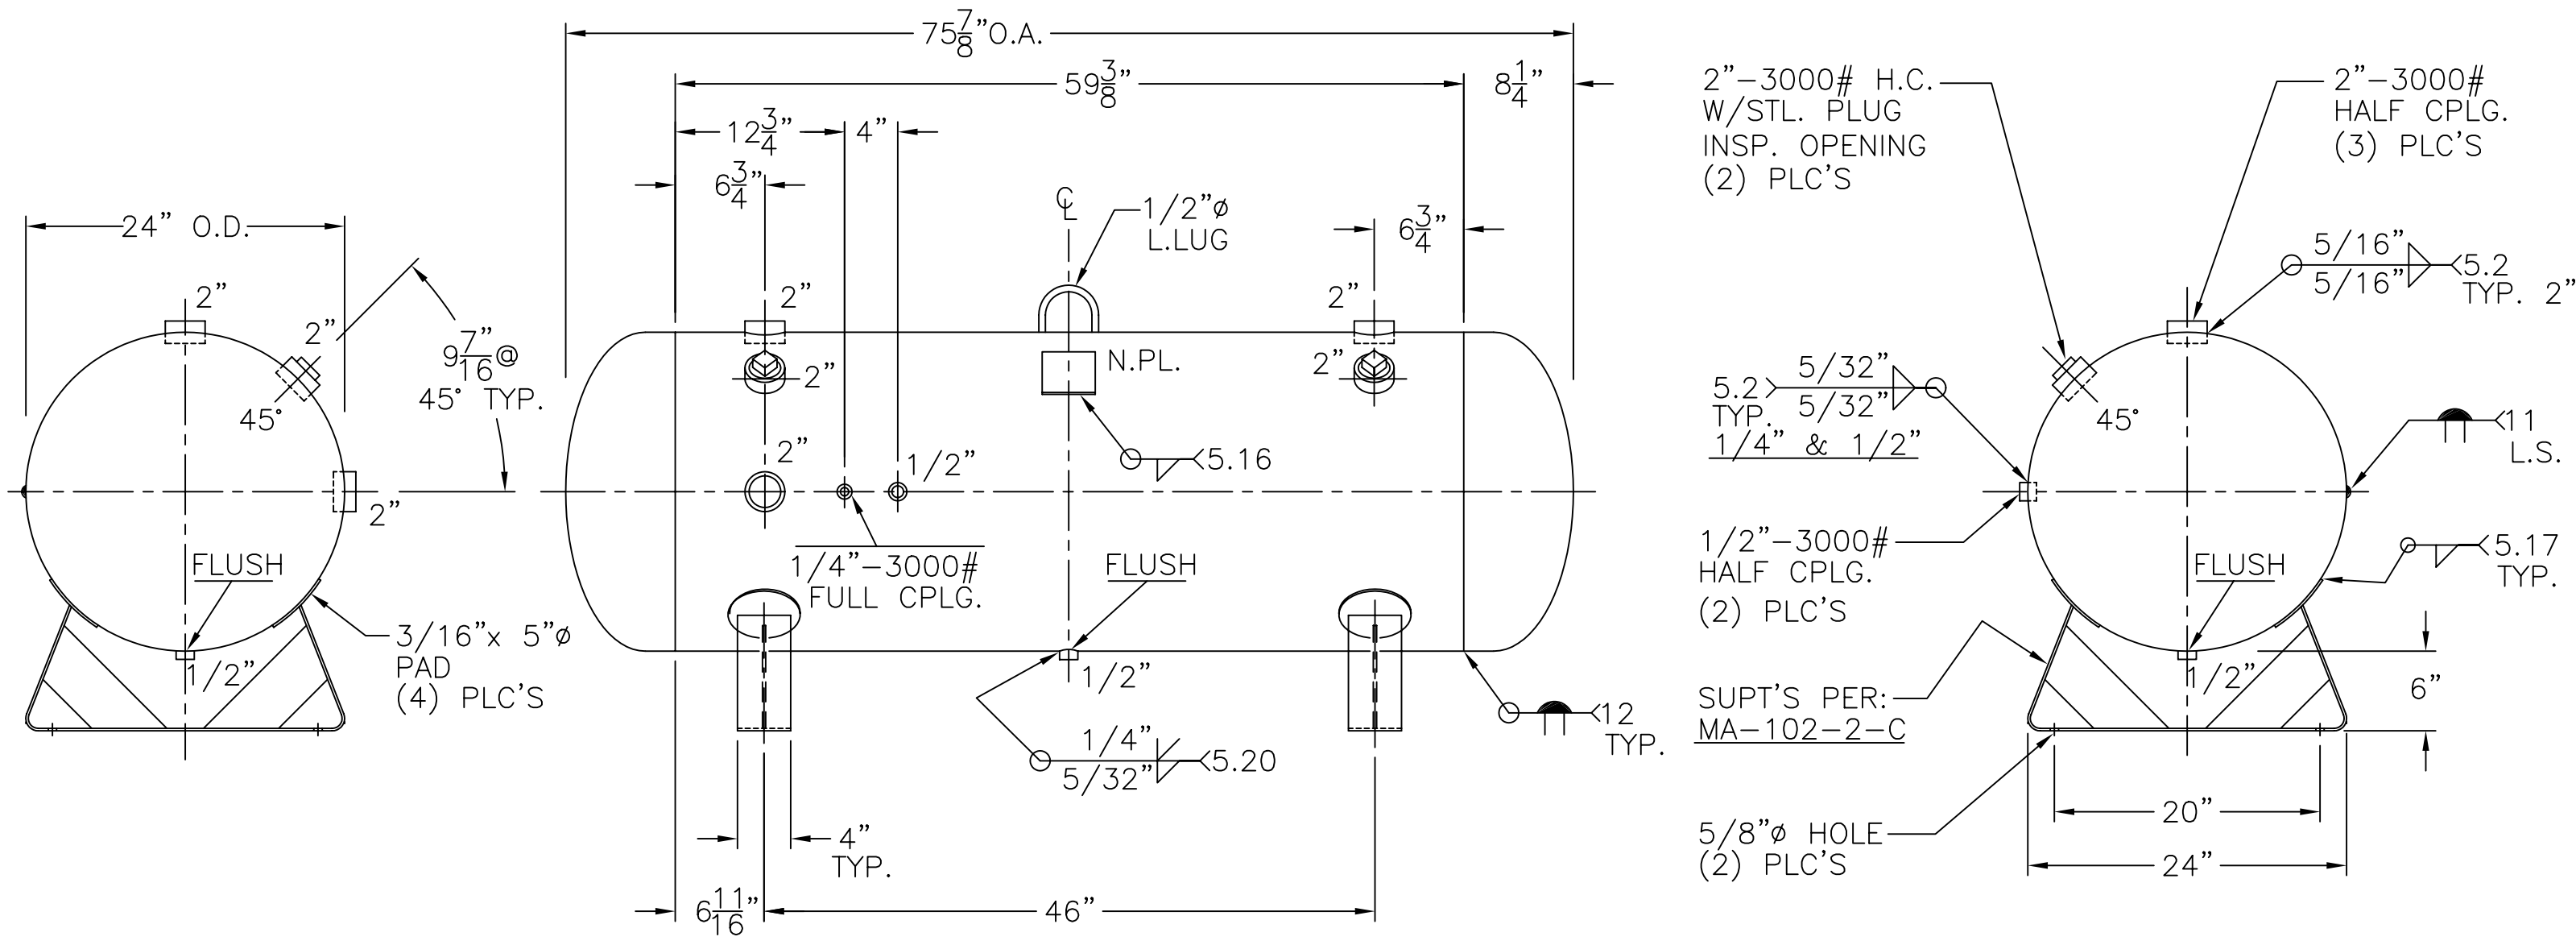 24" O.D.
2"
2"
45°
9 7/16" @
45° TYP.
2"
FLUSH
1/2"
3/16"x 5"ø
PAD
(4) PLC'S
75 7/8" O.A.
59 3/8"
8 1/4"
12 3/4"
4"
6 3/4"
℄
1/2"ø
L.LUG
6 3/4"
2"
2"
2"
N.PL.
2"
2"
1/2"
5.16
1/4"-3000#
FULL CPLG.
FLUSH
1/2"
1/4"
5/32"
5.20
12
TYP.
4"
TYP.
6 11/16"
46"
2"-3000# H.C.
W/STL. PLUG
INSP. OPENING
(2) PLC'S
2"-3000#
HALF CPLG.
(3) PLC'S
5/16"
5/16"
5.2
TYP. 2"
5.2
TYP.
5/32"
5/32"
1/4" & 1/2"
45°
11
L.S.
1/2"-3000#
HALF CPLG.
(2) PLC'S
FLUSH
5.17
TYP.
1/2"
6"
SUPT'S PER:
MA-102-2-C
5/8"ø HOLE
(2) PLC'S
20"
24"